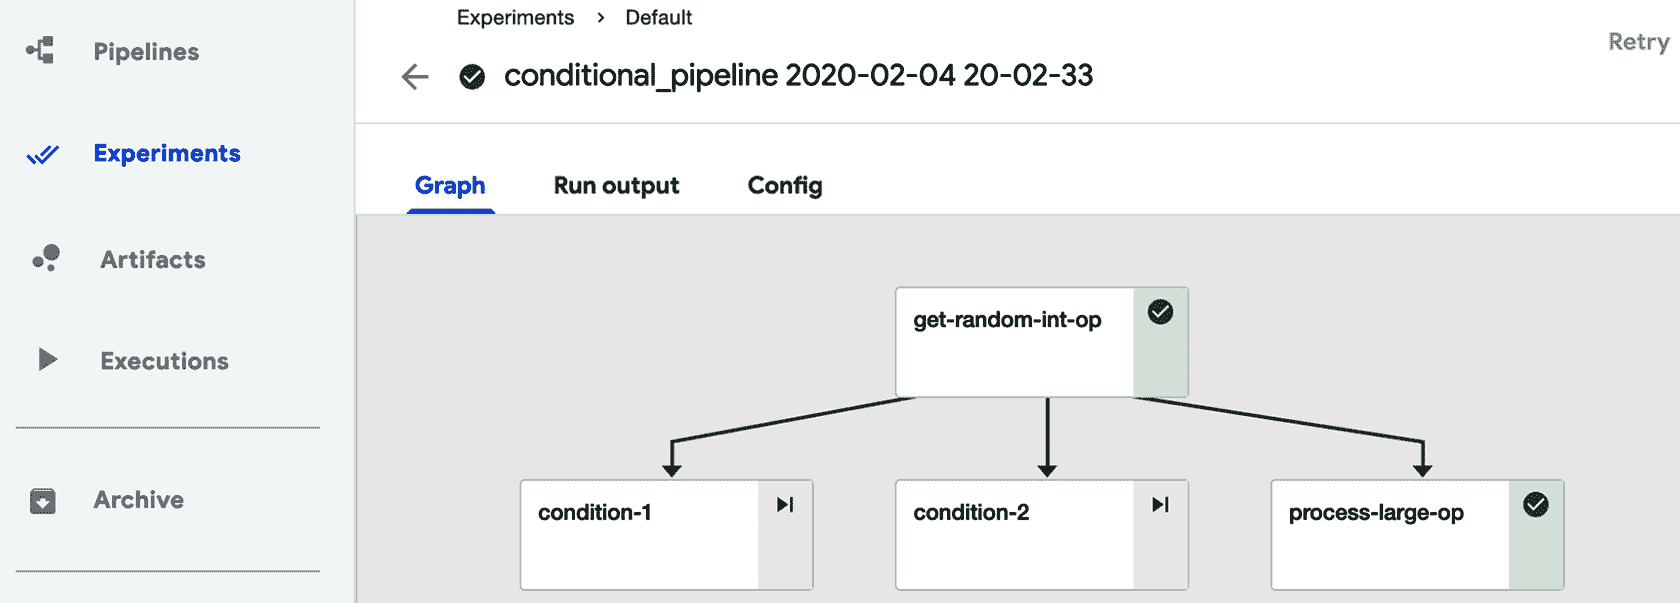 Pipelines
Experiments
Artifacts
Executions
Archive
Experiments > Default
conditional_pipeline 2020-02-04 20-02-33
Retry
Graph Run output Config
get-random-int-op
condition-1 condition-2 process-large-op